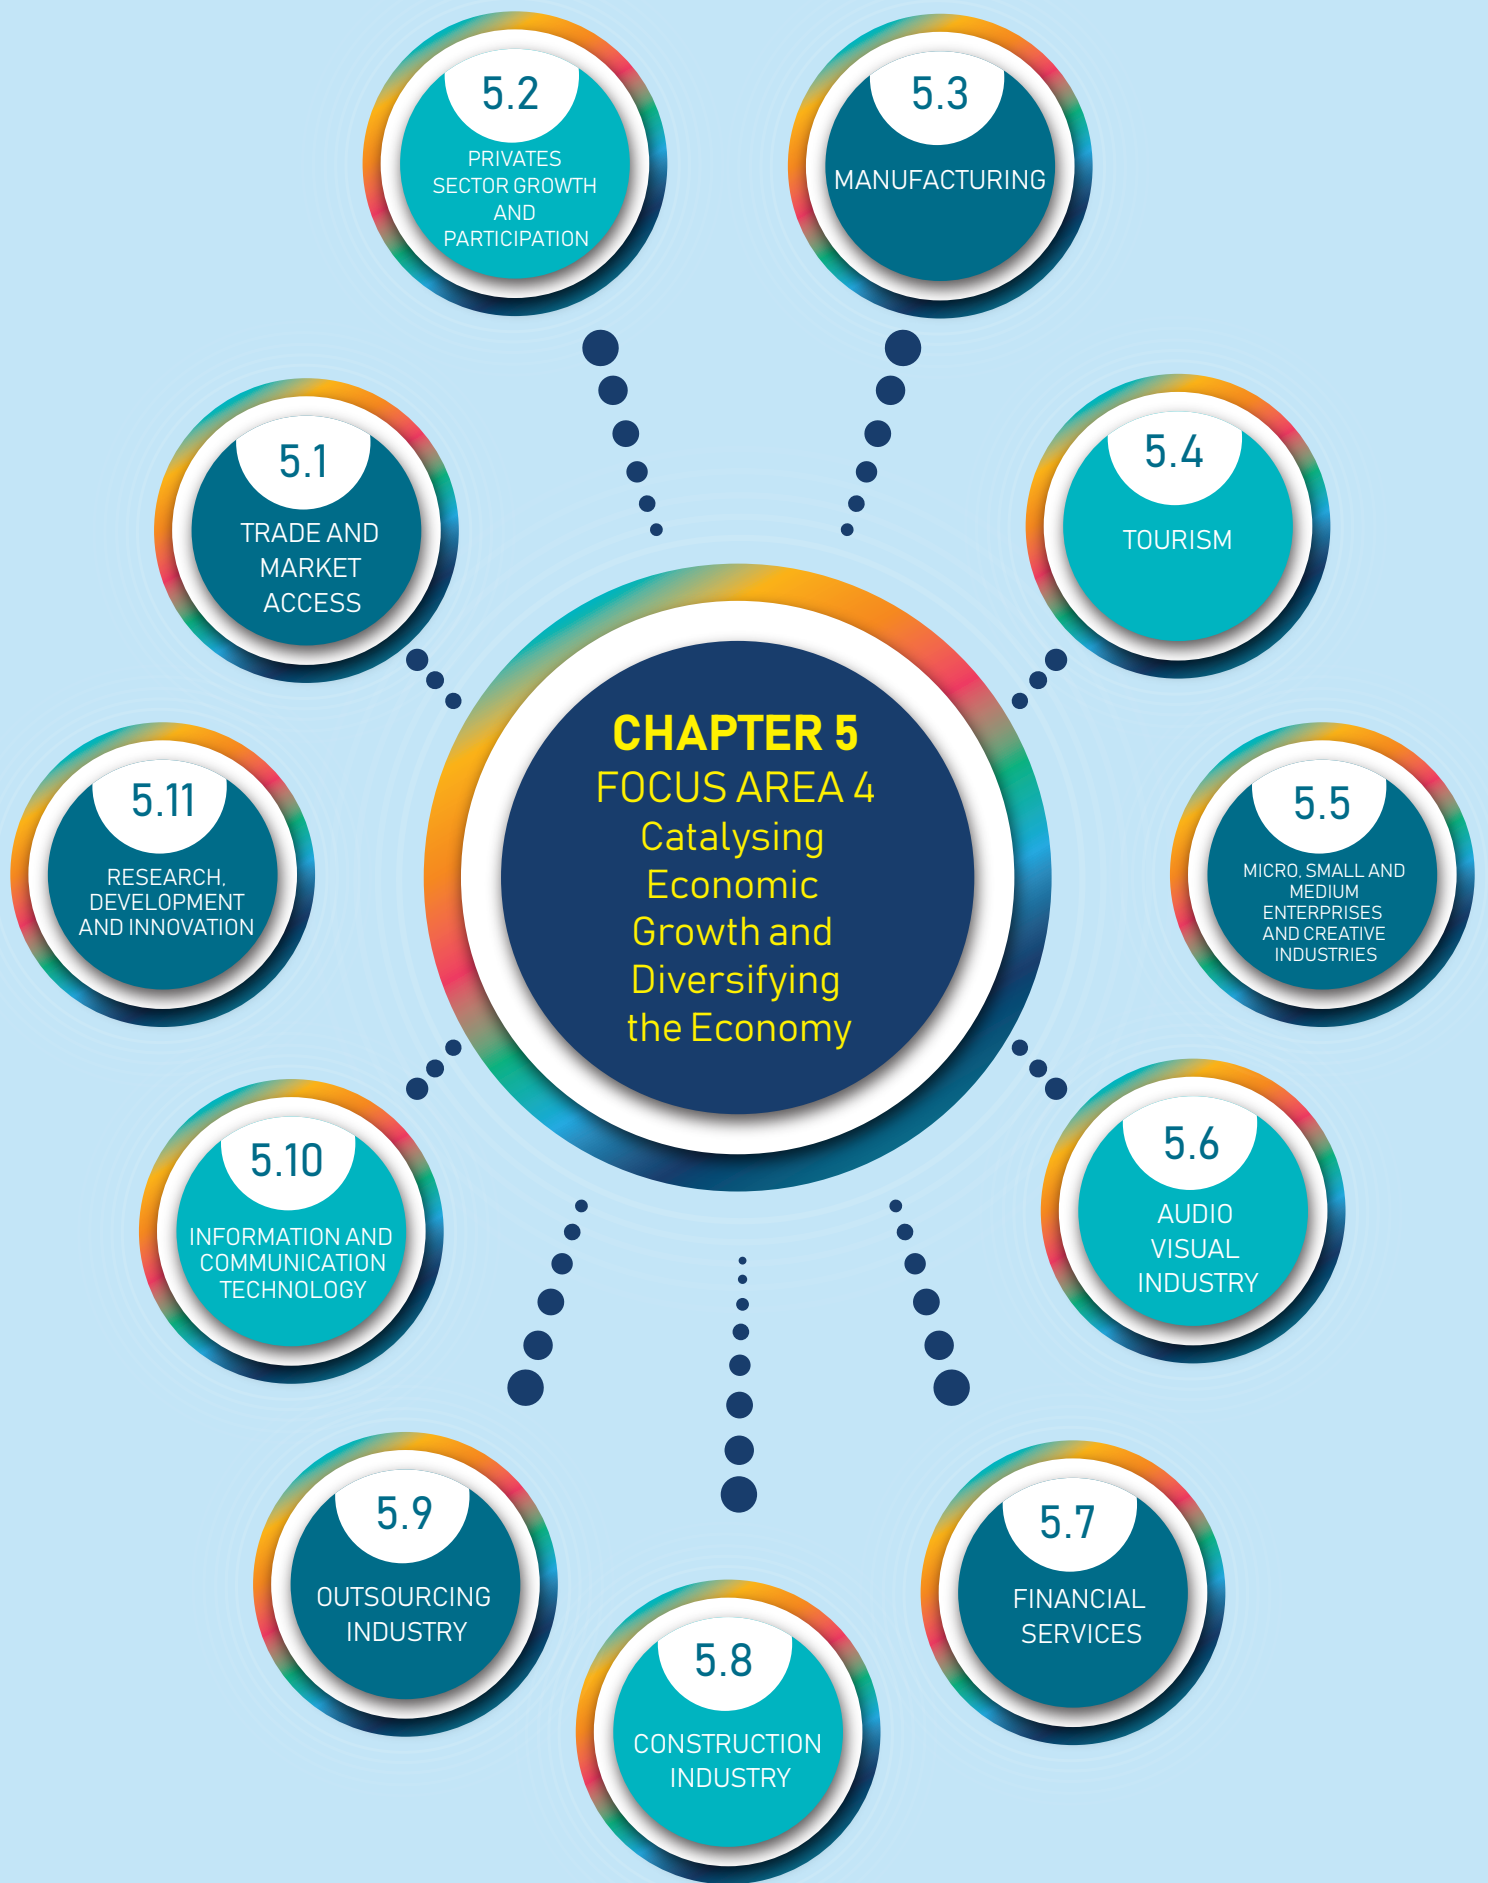 5.2
PRIVATES
SECTOR GROWTH
AND
PARTICIPATION
5.3
MANUFACTURING
5.1
TRADE AND
MARKET
ACCESS
5.4
TOURISM
CHAPTER 5
FOCUS AREA 4
Catalysing
Economic
Growth and
Diversifying
the Economy
5.11
RESEARCH,
DEVELOPMENT
AND INNOVATION
5.5
MICRO, SMALL AND
MEDIUM
ENTERPRISES
AND CREATIVE
INDUSTRIES
5.10
INFORMATION AND
COMMUNICATION
TECHNOLOGY
5.6
AUDIO
VISUAL
INDUSTRY
5.9
OUTSOURCING
INDUSTRY
5.7
FINANCIAL
SERVICES
5.8
CONSTRUCTION
INDUSTRY